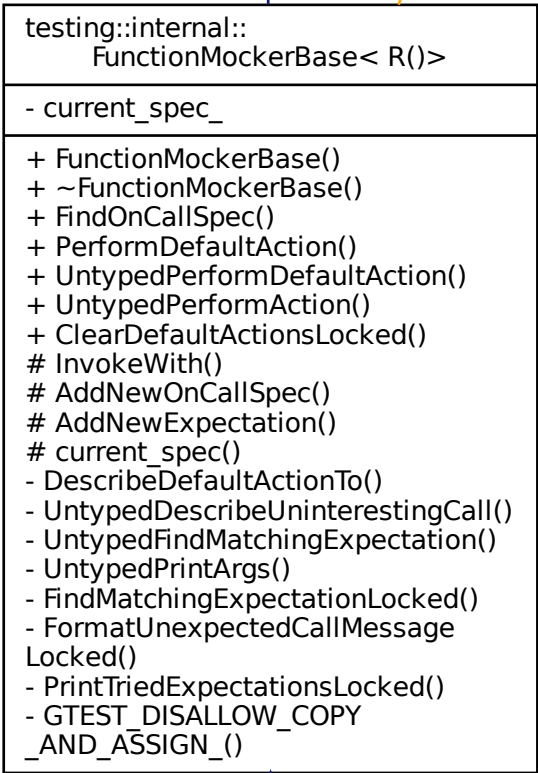 testing::internal::
FunctionMockerBase< R()>
- current_spec_
+ FunctionMockerBase()
+ ~FunctionMockerBase()
+ FindOnCallSpec()
+ PerformDefaultAction()
+ UntypedPerformDefaultAction()
+ UntypedPerformAction()
+ ClearDefaultActionsLocked()
# InvokeWith()
# AddNewOnCallSpec()
# AddNewExpectation()
# current_spec()
- DescribeDefaultActionTo()
- UntypedDescribeUninterestingCall()
- UntypedFindMatchingExpectation()
- UntypedPrintArgs()
- FindMatchingExpectationLocked()
- FormatUnexpectedCallMessage
Locked()
- PrintTriedExpectationsLocked()
- GTEST_DISALLOW_COPY
_AND_ASSIGN_()